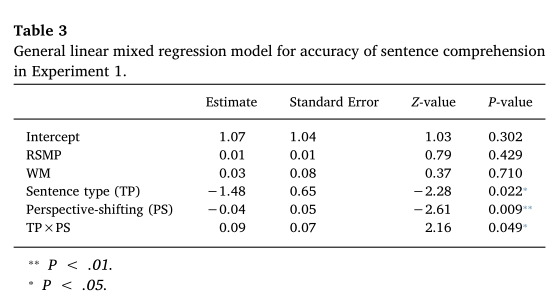 Table 3
General linear mixed regression model for accuracy of sentence comprehension
in Experiment 1.
Estimate Standard Error Z-value P-value
Intercept 1.07 1.04 1.03 0.302
RSMP 0.01 0.01 0.79 0.429
WM 0.03 0.08 0.37 0.710
Sentence type (TP) −1.48 0.65 −2.28 0.022*
Perspective-shifting (PS) −0.04 0.05 −2.61 0.009**
TP × PS 0.09 0.07 2.16 0.049*
** P < .01.
* P < .05.